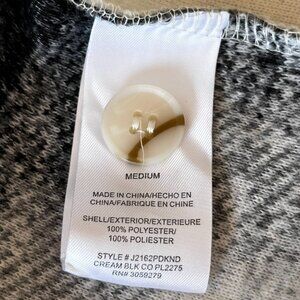 MEDIUM
MADE IN CHINA/HECHO EN
CHINA/FABRIQUE EN CHINE
SHELL/EXTERIOR/EXTERIEURE
100% POLYESTER/
100% POLIESTER
STYLE # J2162PDKND
CREAM BLK CO PL2275
RN# 3059279